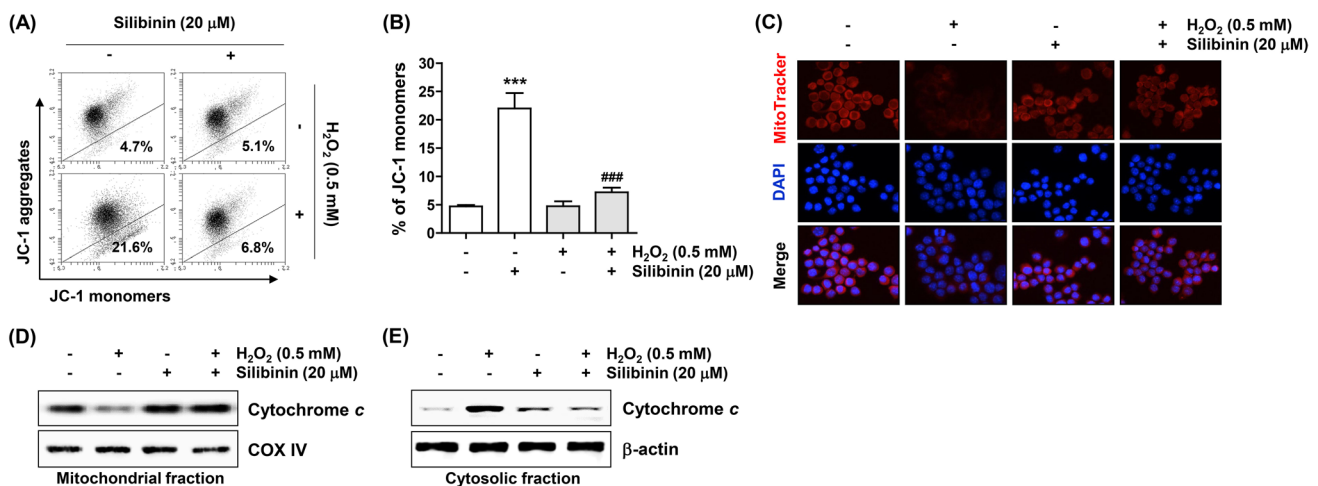 (A)
Silibinin (20 μM)
- +
4.7% 5.1%
21.6% 6.8%
- +
H₂O₂ (0.5 mM)
JC-1 aggregates
JC-1 monomers
(B)
% of JC-1 monomers
30
25
20
15
10
5
0
***
###
- - + + H₂O₂ (0.5 mM)
- + - + Silibinin (20 μM)
(C)
- + - + H₂O₂ (0.5 mM)
- - + + Silibinin (20 μM)
MitoTracker
DAPI
Merge
(D)
- + - + H₂O₂ (0.5 mM)
- - + + Silibinin (20 μM)
Cytochrome c
COX IV
Mitochondrial fraction
(E)
- + - + H₂O₂ (0.5 mM)
- - + + Silibinin (20 μM)
Cytochrome c
β-actin
Cytosolic fraction